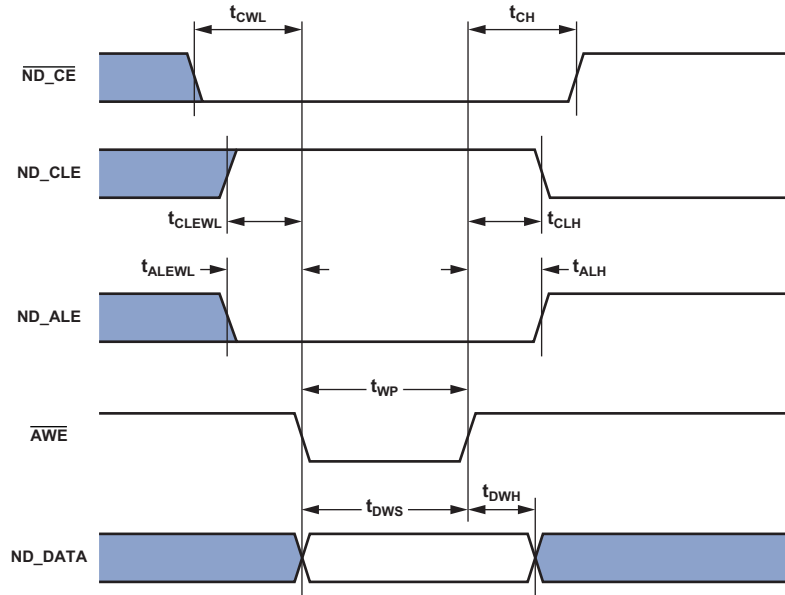 tCWL tCH
ND_CE
ND_CLE
tCLEWL tCLH
tALEWL tALH
ND_ALE
tWP
AWE
tDWS tDWH
ND_DATA